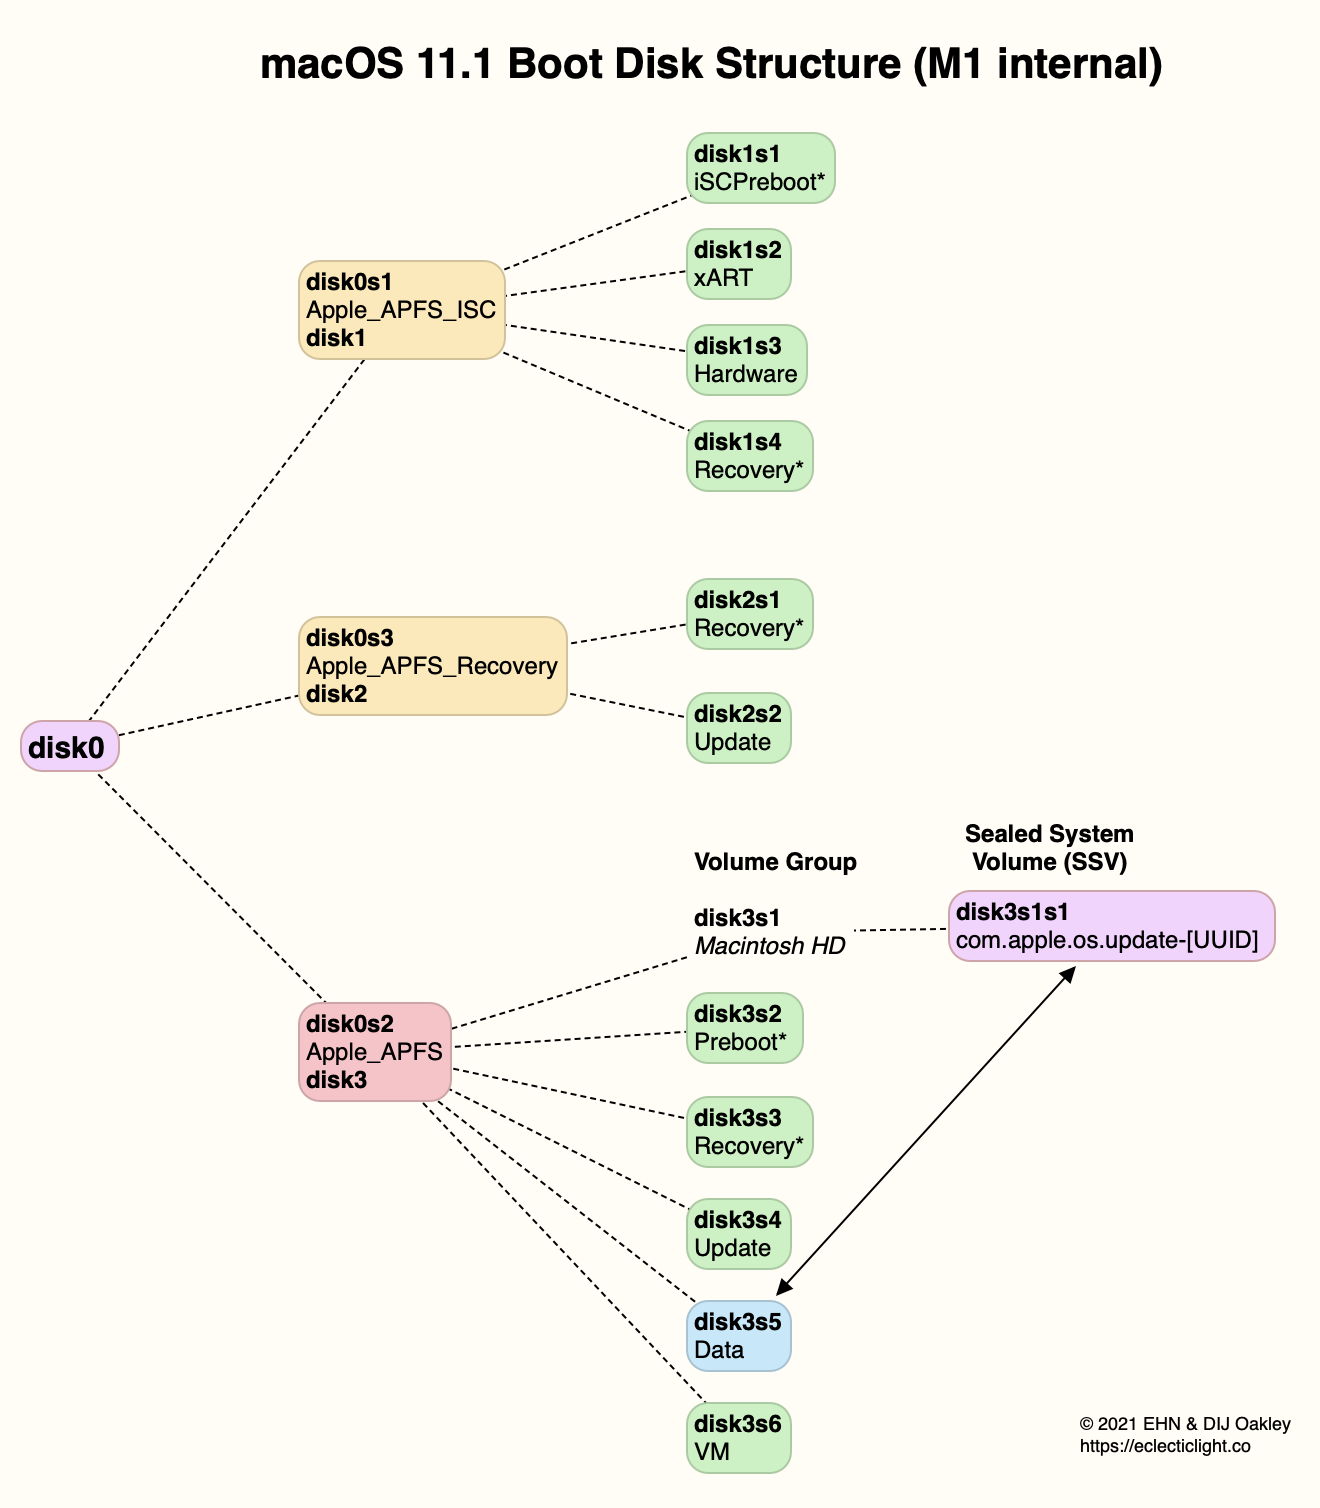 macOS 11.1 Boot Disk Structure (M1 internal)
disk1s1
iSCPreboot*
disk1s2
xART
disk0s1
Apple_APFS_ISC
disk1
disk1s3
Hardware
disk1s4
Recovery*
disk2s1
Recovery*
disk0s3
Apple_APFS_Recovery
disk2
disk2s2
Update
disk0
Sealed System
Volume (SSV)
Volume Group
disk3s1
Macintosh HD
disk3s1s1
com.apple.os.update-[UUID]
disk0s2
Apple_APFS
disk3
disk3s2
Preboot*
disk3s3
Recovery*
disk3s4
Update
disk3s5
Data
disk3s6
VM
© 2021 EHN & DIJ Oakley
https://eclecticlight.co